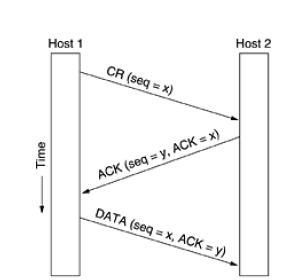 Host 1
Host 2
CR (seq = x)
ACK (seq = y, ACK = x)
Time
DATA (seq = x, ACK = y)